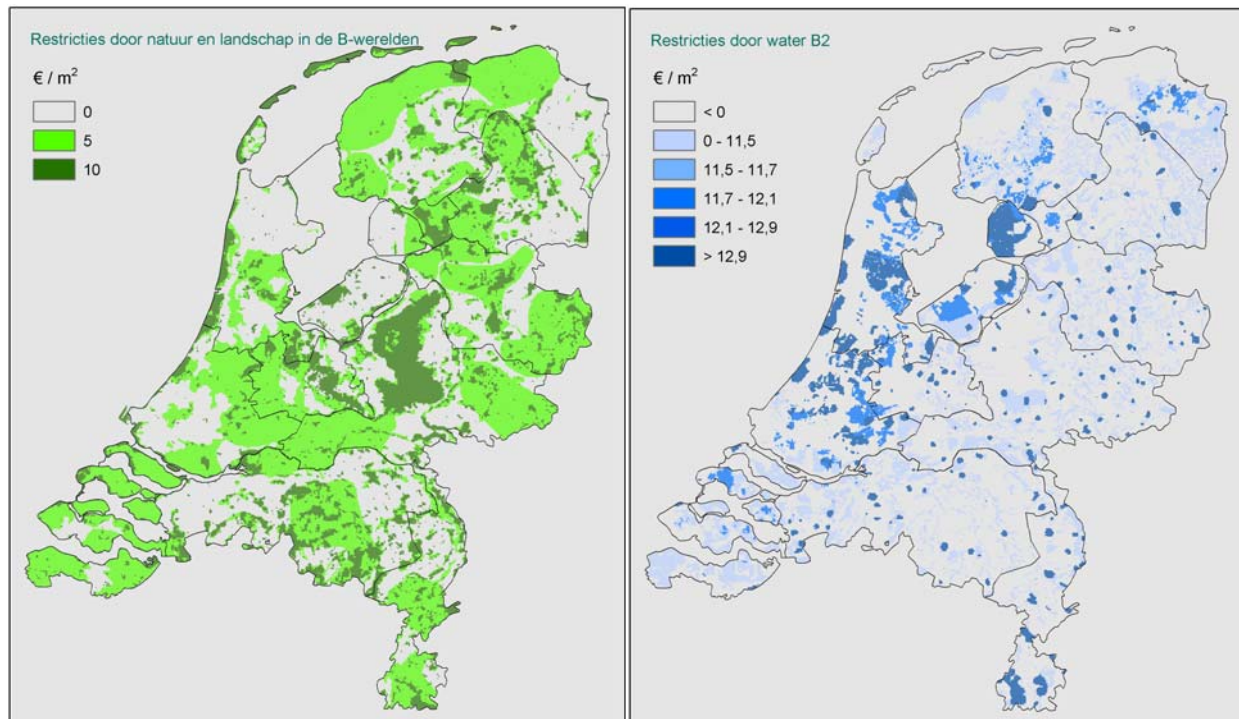 Restricties door natuur en landschap in de B-werelden
€ / m²
0
5
10
Restricties door water B2
€ / m²
< 0
0 - 11,5
11,5 - 11,7
11,7 - 12,1
12,1 - 12,9
> 12,9